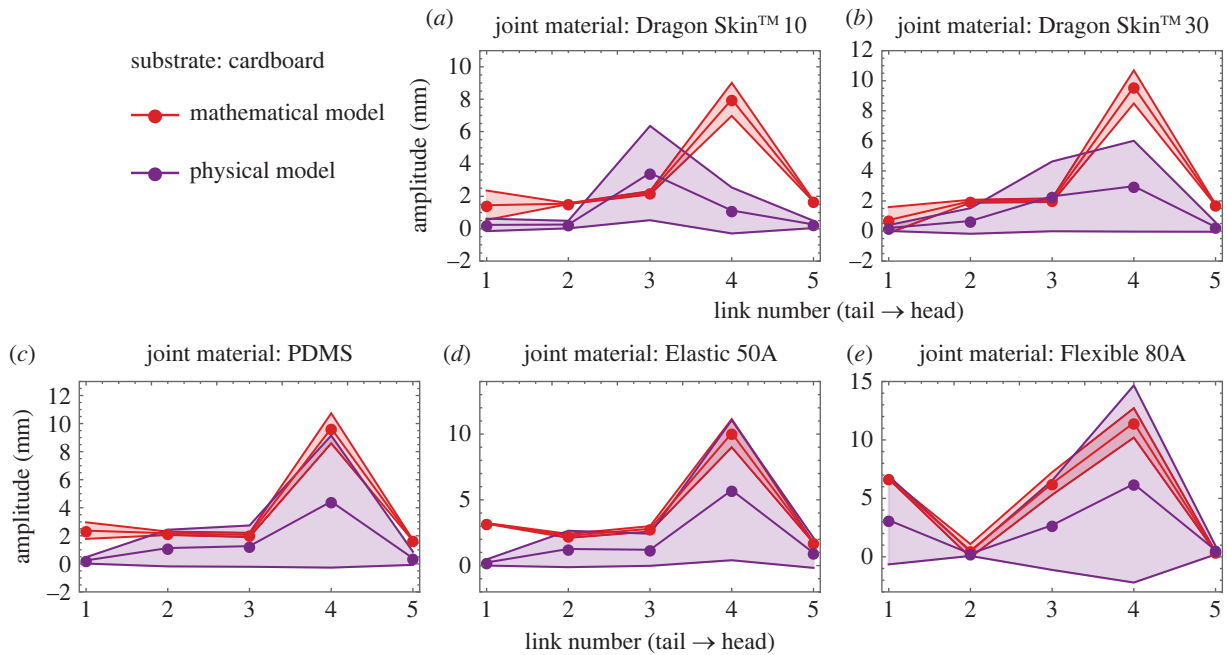 substrate: cardboard
mathematical model
physical model
(a) joint material: Dragon Skin™ 10
amplitude (mm)
10
8
6
4
2
0
–2
1 2 3 4 5
(b) joint material: Dragon Skin™ 30
12
10
8
6
4
2
0
–2
1 2 3 4 5
link number (tail → head)
(c) joint material: PDMS
amplitude (mm)
12
10
8
6
4
2
0
–2
1 2 3 4 5
(d) joint material: Elastic 50A
10
5
0
1 2 3 4 5
(e) joint material: Flexible 80A
15
10
5
0
1 2 3 4 5
link number (tail → head)